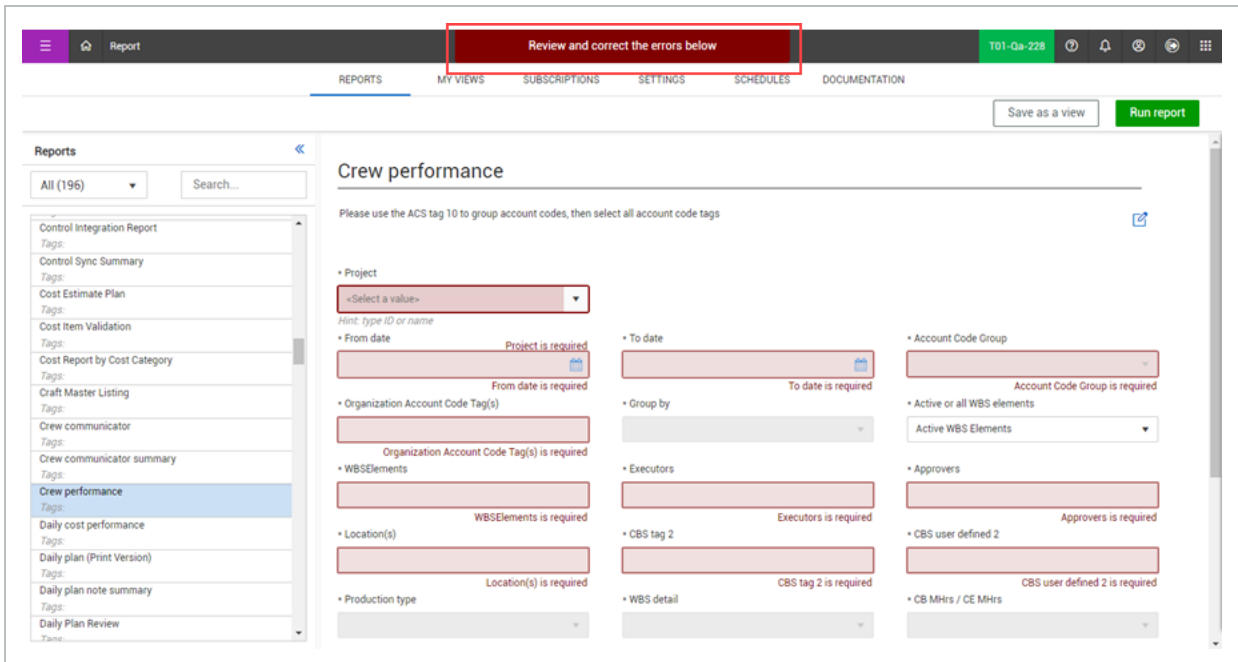 Report
Review and correct the errors below
T01-Qa-228
REPORTS
MY VIEWS
SUBSCRIPTIONS
SETTINGS
SCHEDULES
DOCUMENTATION
Save as a view
Run report
Reports
All (196)
Search...
Control Integration Report
Tags:
Control Sync Summary
Tags:
Cost Estimate Plan
Tags:
Cost Item Validation
Tags:
Cost Report by Cost Category
Tags:
Craft Master Listing
Tags:
Crew communicator
Tags:
Crew communicator summary
Tags:
Crew performance
Tags:
Daily cost performance
Tags:
Daily plan (Print Version)
Tags:
Daily plan note summary
Tags:
Daily Plan Review
Tags:
Crew performance
Please use the ACS tag 10 to group account codes, then select all account code tags
* Project
<Select a value>
Hint: type ID or name
Project is required
* From date
From date is required
* To date
To date is required
* Account Code Group
Account Code Group is required
* Organization Account Code Tag(s)
Organization Account Code Tag(s) is required
* Group by
* Active or all WBS elements
Active WBS Elements
* WBSElements
WBSElements is required
* Executors
Executors is required
* Approvers
Approvers is required
* Location(s)
Location(s) is required
* CBS tag 2
CBS tag 2 is required
* CBS user defined 2
CBS user defined 2 is required
* Production type
* WBS detail
* CB MHrs / CE MHrs